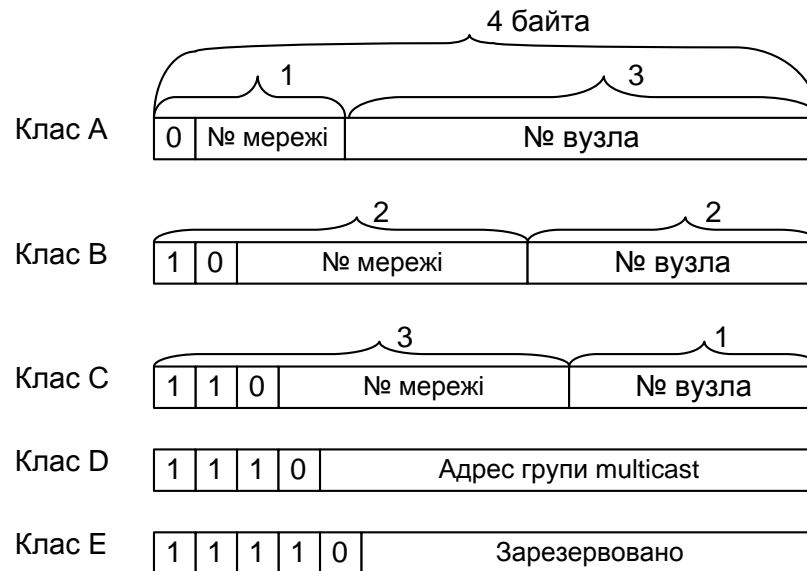 4 байта
1 3
Клас A 0 № мережі № вузла
2 2
Клас B 1 0 № мережі № вузла
3 1
Клас C 1 1 0 № мережі № вузла
Клас D 1 1 1 0 Адрес групи multicast
Клас E 1 1 1 1 0 Зарезервовано